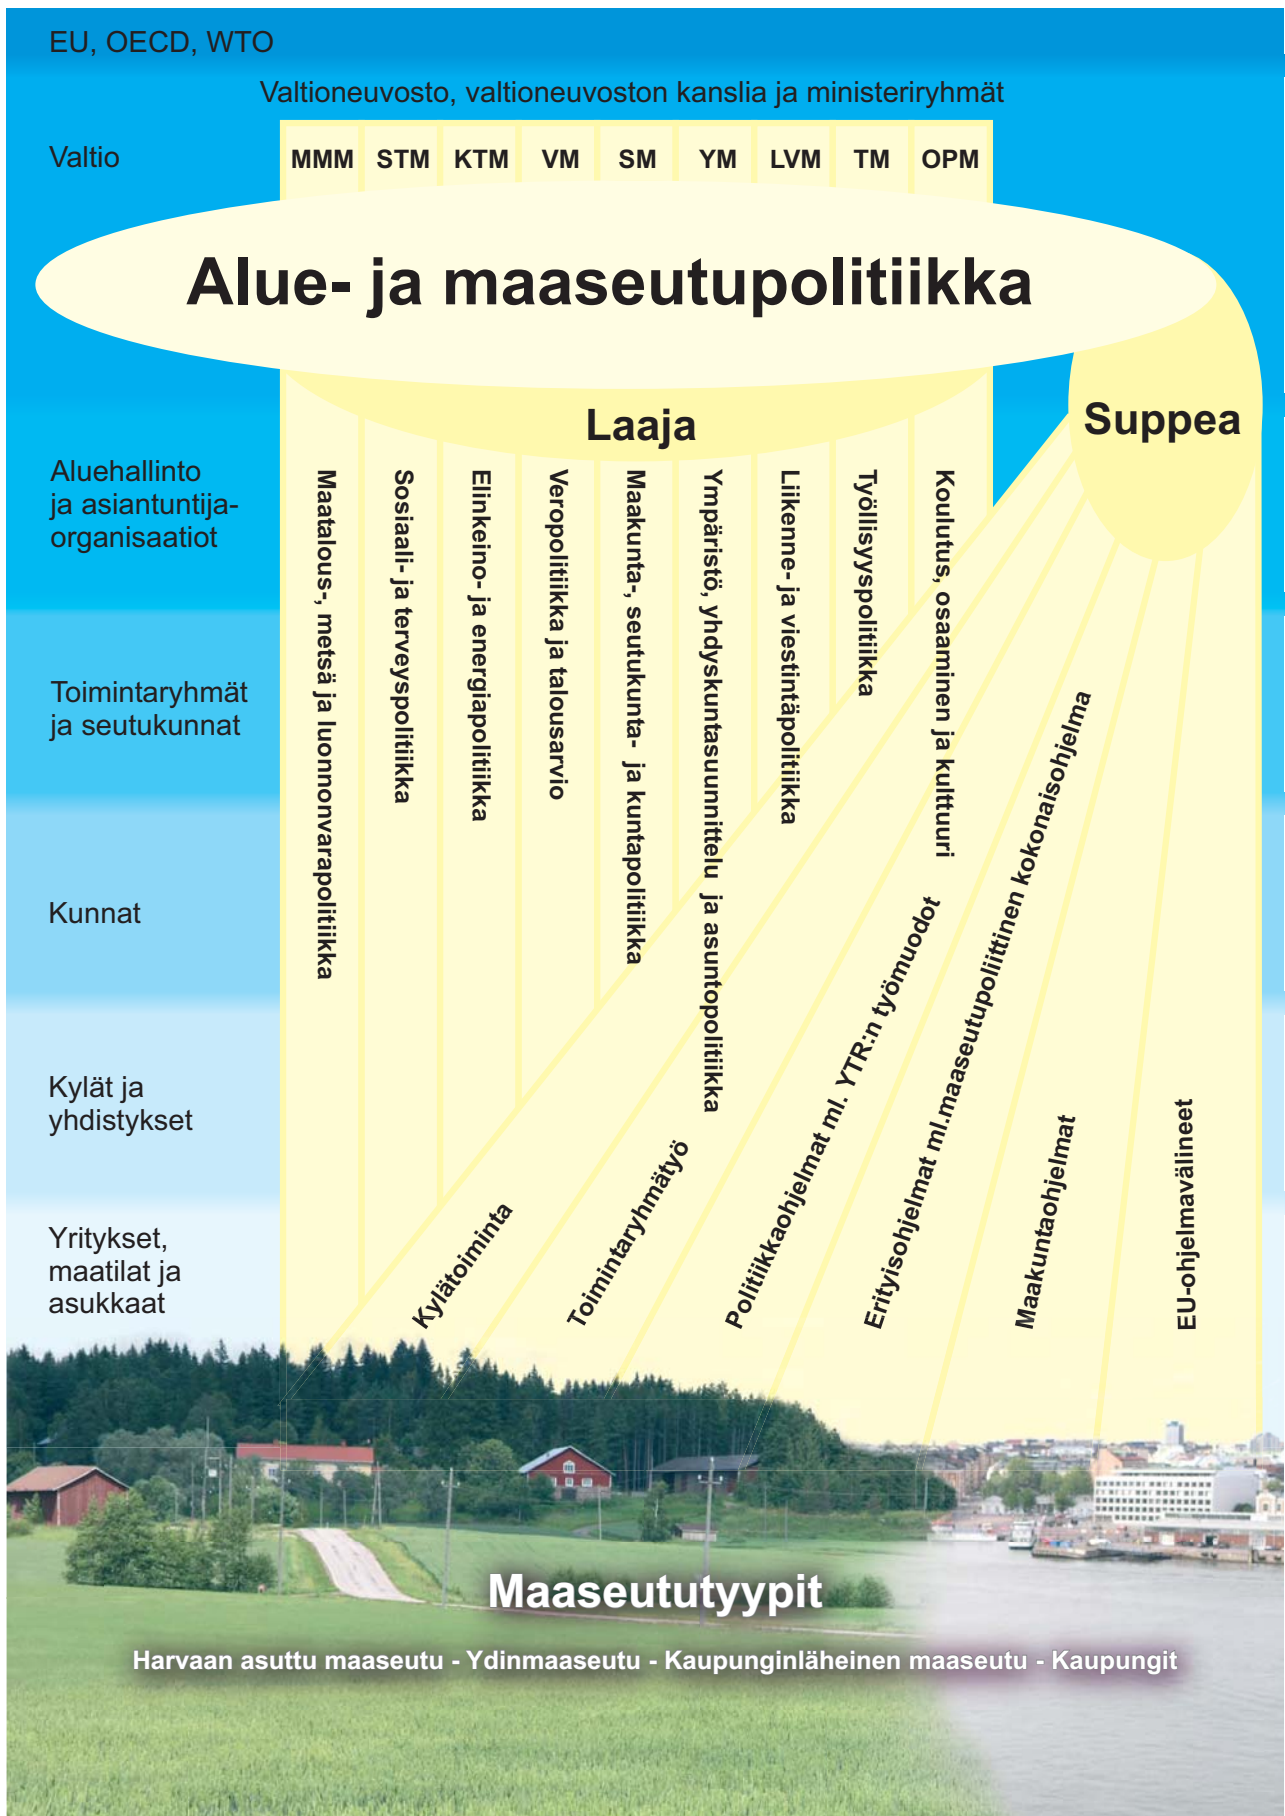 EU, OECD, WTO
Valtioneuvosto, valtioneuvoston kanslia ja ministeriryhmät
Valtio
MMM STM KTM VM SM YM LVM TM OPM
Alue- ja maaseutupolitiikka
Laaja
Suppea
Aluehallinto
ja asiantuntija-
organisaatiot
Toimintaryhmät
ja seutukunnat
Kunnat
Kylät ja
yhdistykset
Yritykset,
maatilat ja
asukkaat
Maatalous-, metsä ja luonnonvarapolitiikka
Sosiaali- ja terveyspolitiikka
Elinkeino- ja energiapolitiikka
Veropolitiikka ja talousarvio
Maakunta-, seutukunta- ja kuntapolitiikka
Ympäristö, yhdyskuntasuunnittelu ja asuntopolitiikka
Liikenne- ja viestintäpolitiikka
Työllisyyspolitiikka
Koulutus, osaaminen ja kulttuuri
Kylätoiminta
Toimintaryhmätyö
Politiikkaohjelmat ml. YTR:n työmuodot
Erityisohjelmat ml.maaseutupoliittinen kokonaisohjelma
Maakuntaohjelmat
EU-ohjelmavälineet
Maaseututyypit
Harvaan asuttu maaseutu - Ydinmaaseutu - Kaupunginläheinen maaseutu - Kaupungit